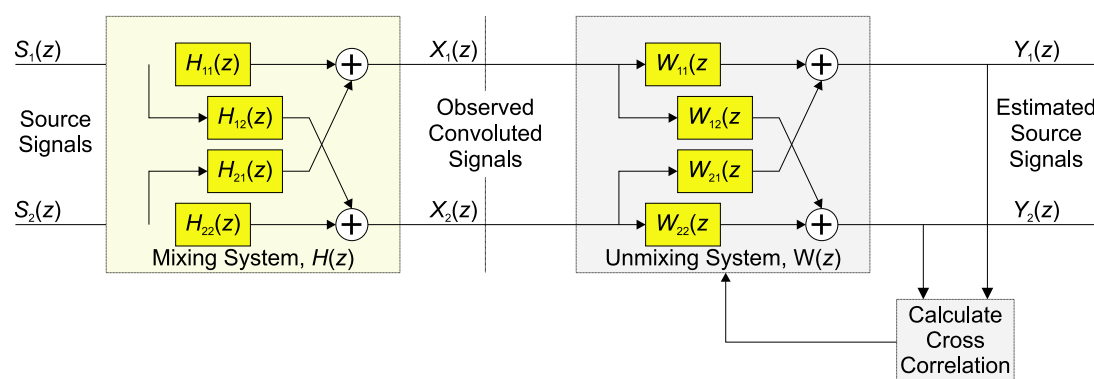 S₁(z)
H₁₁(z)
X₁(z)
W₁₁(z
Y₁(z)
Source
Signals
H₁₂(z)
Observed
Convoluted
Signals
W₁₂(z
Estimated
Source
Signals
H₂₁(z)
W₂₁(z
S₂(z)
H₂₂(z)
X₂(z)
W₂₂(z
Y₂(z)
Mixing System, H(z)
Unmixing System, W(z)
Calculate
Cross
Correlation